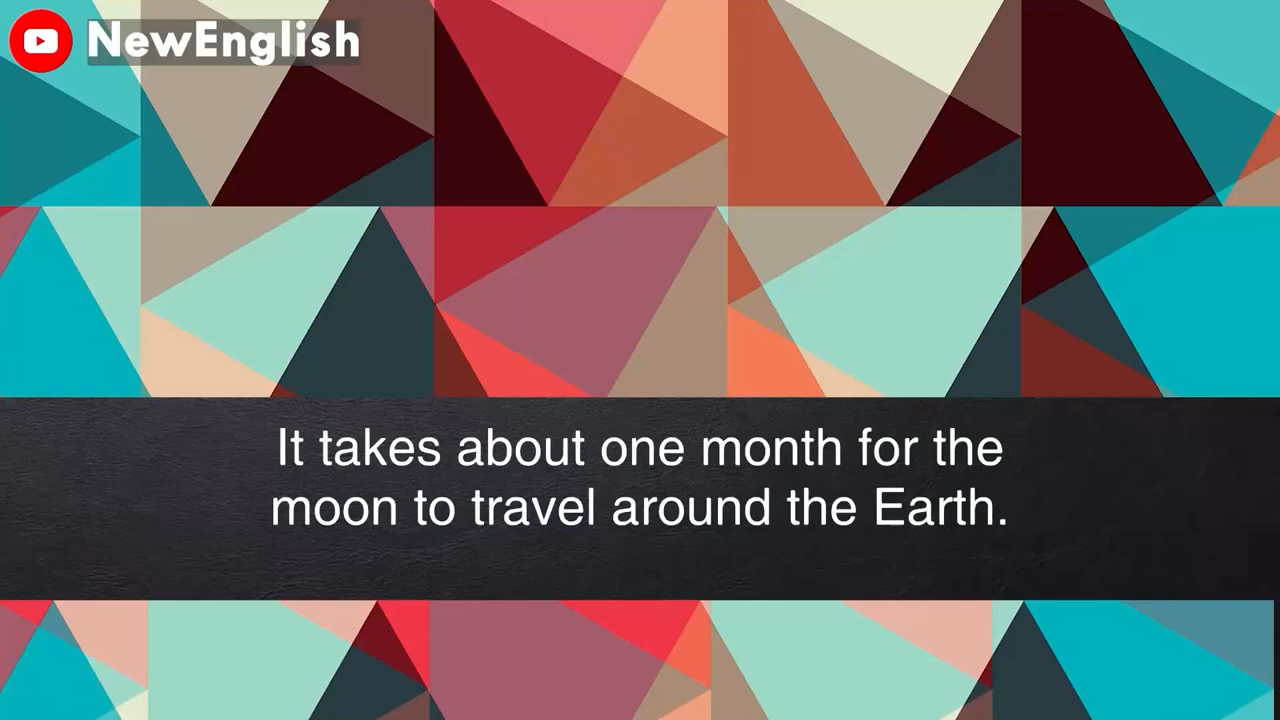 NewEnglish
It takes about one month for the
moon to travel around the Earth.